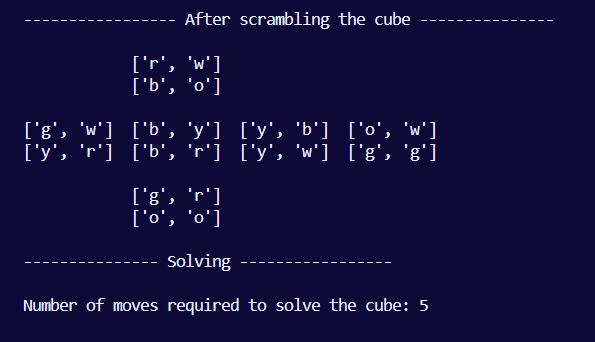 ----------------- After scrambling the cube ---------------
['r', 'w']
['b', 'o']
['g', 'w'] ['b', 'y'] ['y', 'b'] ['o', 'w']
['y', 'r'] ['b', 'r'] ['y', 'w'] ['g', 'g']
['g', 'r']
['o', 'o']
--------------- Solving -----------------
Number of moves required to solve the cube: 5